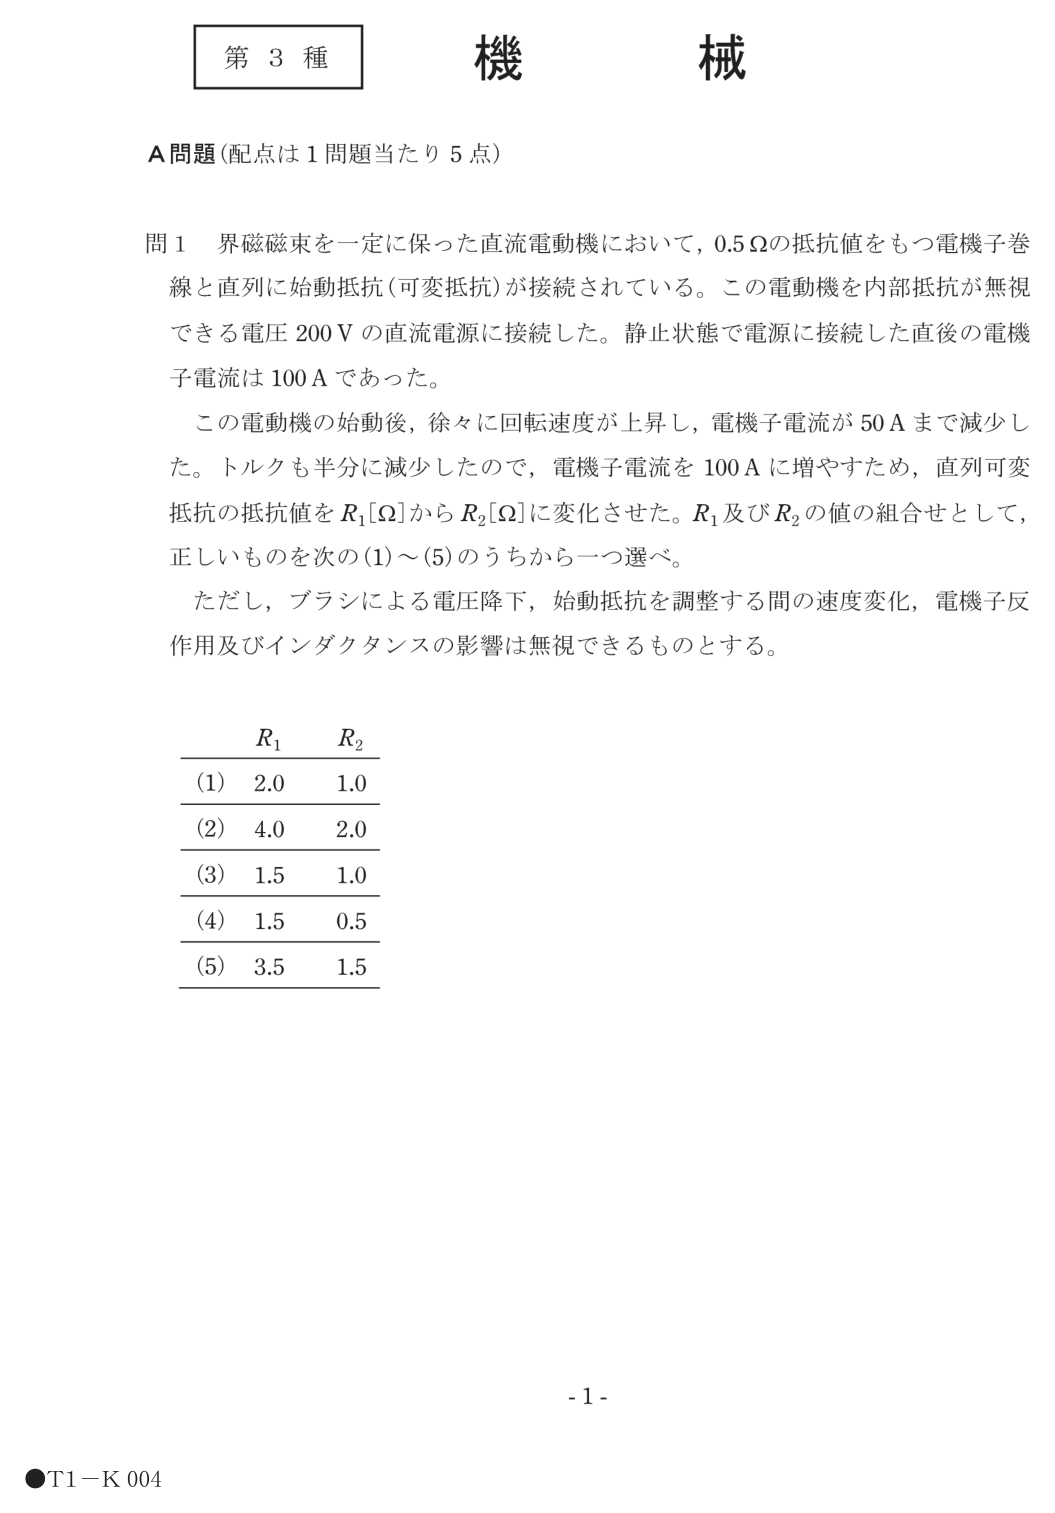 第 3 種
機 械
A問題(配点は 1 問題当たり 5 点)
問 1 界磁磁束を一定に保った直流電動機において, 0.5 Ωの抵抗値をもつ電機子巻
線と直列に始動抵抗(可変抵抗)が接続されている。この電動機を内部抵抗が無視
できる電圧 200 V の直流電源に接続した。静止状態で電源に接続した直後の電機
子電流は 100 A であった。
この電動機の始動後, 徐々に回転速度が上昇し, 電機子電流が 50 A まで減少し
た。トルクも半分に減少したので, 電機子電流を 100 A に増やすため, 直列可変
抵抗の抵抗値を R₁[Ω]から R₂[Ω]に変化させた。R₁ 及び R₂ の値の組合せとして,
正しいものを次の(1)～(5)のうちから一つ選べ。
ただし, ブラシによる電圧降下, 始動抵抗を調整する間の速度変化, 電機子反
作用及びインダクタンスの影響は無視できるものとする。
R₁ R₂
(1) 2.0 1.0
(2) 4.0 2.0
(3) 1.5 1.0
(4) 1.5 0.5
(5) 3.5 1.5
- 1 -
●T1－K 004